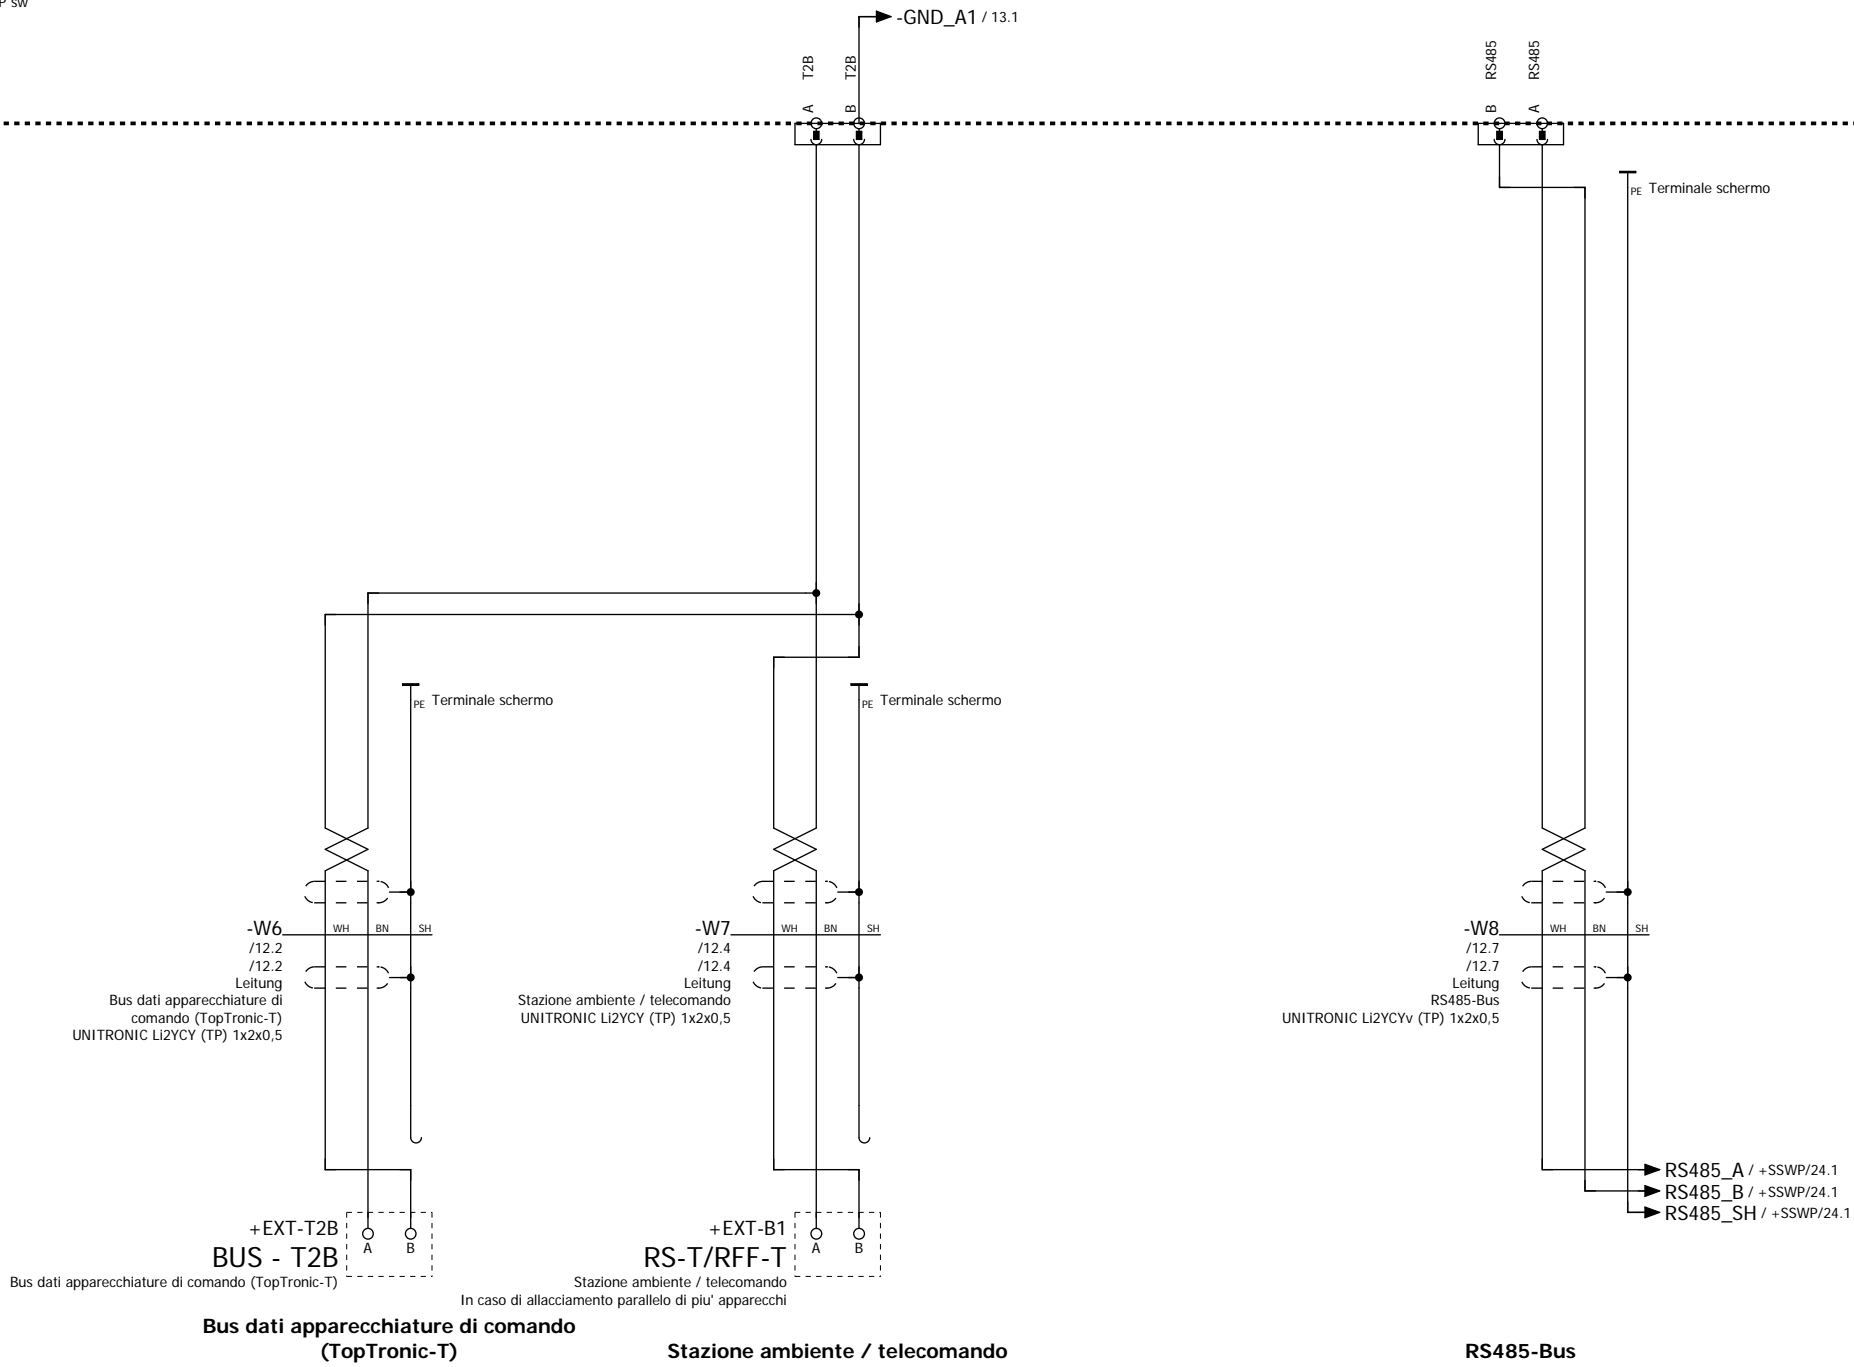 P sw
-GND_A1 / 13.1
T2B
T2B
A
B
RS485
RS485
B
A
PE Terminale schermo
PE Terminale schermo
PE Terminale schermo
-W6 WH BN SH
/12.2
/12.2
Leitung
Bus dati apparecchiature di
comando (TopTronic-T)
UNITRONIC Li2YCY (TP) 1x2x0,5
-W7 WH BN SH
/12.4
/12.4
Leitung
Stazione ambiente / telecomando
UNITRONIC Li2YCY (TP) 1x2x0,5
-W8 WH BN SH
/12.7
/12.7
Leitung
RS485-Bus
UNITRONIC Li2YCYv (TP) 1x2x0,5
RS485_A / +SSWP/24.1
RS485_B / +SSWP/24.1
RS485_SH / +SSWP/24.1
+EXT-T2B
BUS - T2B
A B
Bus dati apparecchiature di comando (TopTronic-T)
+EXT-B1
RS-T/RFF-T
A B
Stazione ambiente / telecomando
In caso di allacciamento parallelo di piu' apparecchi
Bus dati apparecchiature di comando
(TopTronic-T)
Stazione ambiente / telecomando
RS485-Bus